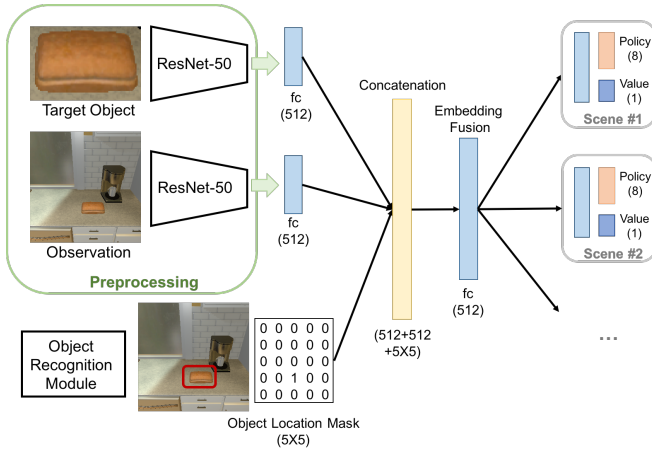 ResNet-50
Target Object
fc
(512)
ResNet-50
Observation
fc
(512)
Preprocessing
Concatenation
(512+512
+5X5)
Embedding
Fusion
fc
(512)
Policy
(8)
Value
(1)
Scene #1
Policy
(8)
Value
(1)
Scene #2
...
Object
Recognition
Module
0 0 0 0 0
0 0 0 0 0
0 0 0 0 0
0 0 1 0 0
0 0 0 0 0
Object Location Mask
(5X5)